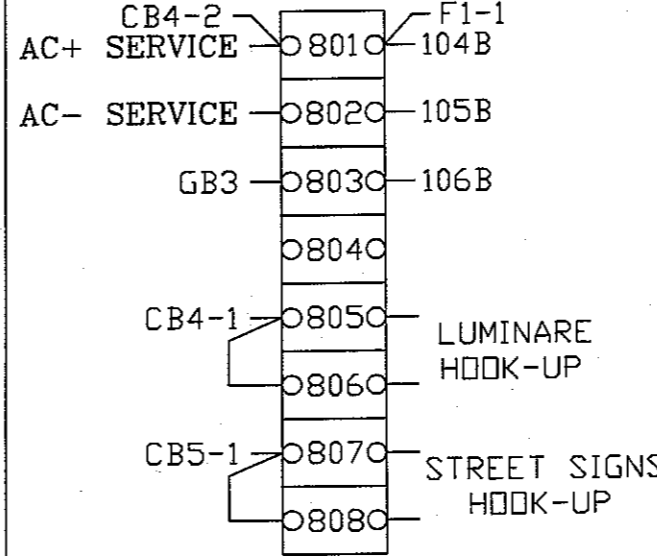 CB4-2 F1-1
AC+ SERVICE 801 104B
AC- SERVICE 802 105B
GB3 803 106B
804
CB4-1 805
LUMINARE
HOOK-UP
806
CB5-1 807
STREET SIGNS
HOOK-UP
808